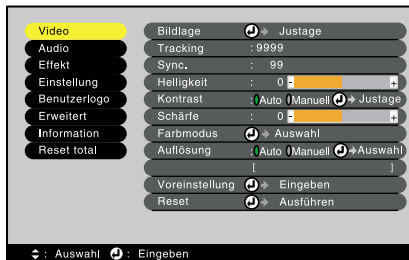 Video
Audio
Effekt
Einstellung
Benutzerlogo
Erweitert
Information
Reset total
Bildlage Justage
Tracking :9999
Sync. : 99
Helligkeit : 0 - +
Kontrast :Auto Manuell Justage
Schärfe : 0 - +
Farbmodus Auswahl
Auflösung :Auto Manuell Auswahl
[ ]
Voreinstellung Eingeben
Reset Ausführen
: Auswahl : Eingeben